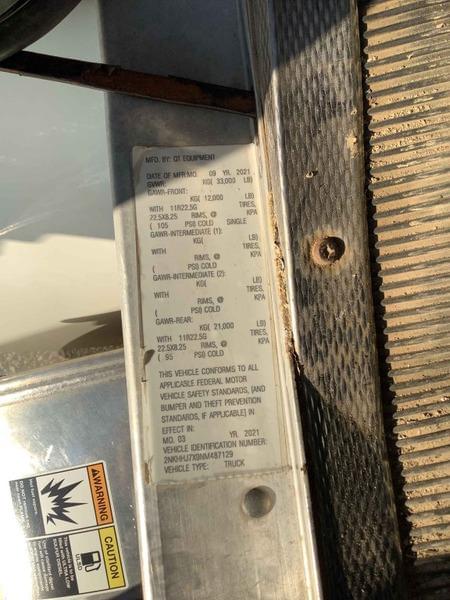 MFD. BY: QT EQUIPMENT
DATE OF MFR:MO. 09 YR. 2021
GVWR: KG( 33,000 LB)
GAWR-FRONT:
KG( 12,000 LB)
WITH 11R22.5G TIRES,
22.5X8.25 RIMS, @ KPA
( 105 PSI) COLD SINGLE
GAWR-INTERMEDIATE (1):
KG( LB)
WITH TIRES,
RIMS, @ KPA
( PSI) COLD
GAWR-INTERMEDIATE (2):
KG( LB)
WITH TIRES,
RIMS, @ KPA
( PSI) COLD
GAWR-REAR:
KG( 21,000 LB)
WITH 11R22.5G TIRES,
22.5X8.25 RIMS, @ KPA
( 95 PSI) COLD
THIS VEHICLE CONFORMS TO ALL
APPLICABLE FEDERAL MOTOR
VEHICLE SAFETY STANDARDS, [AND
BUMPER AND THEFT PREVENTION
STANDARDS, IF APPLICABLE] IN
EFFECT IN:
MO. 03 YR. 2021
VEHICLE IDENTIFICATION NUMBER:
2NKHHJ7X9NM487129
VEHICLE TYPE: TRUCK
WARNING
CAUTION
ULSD